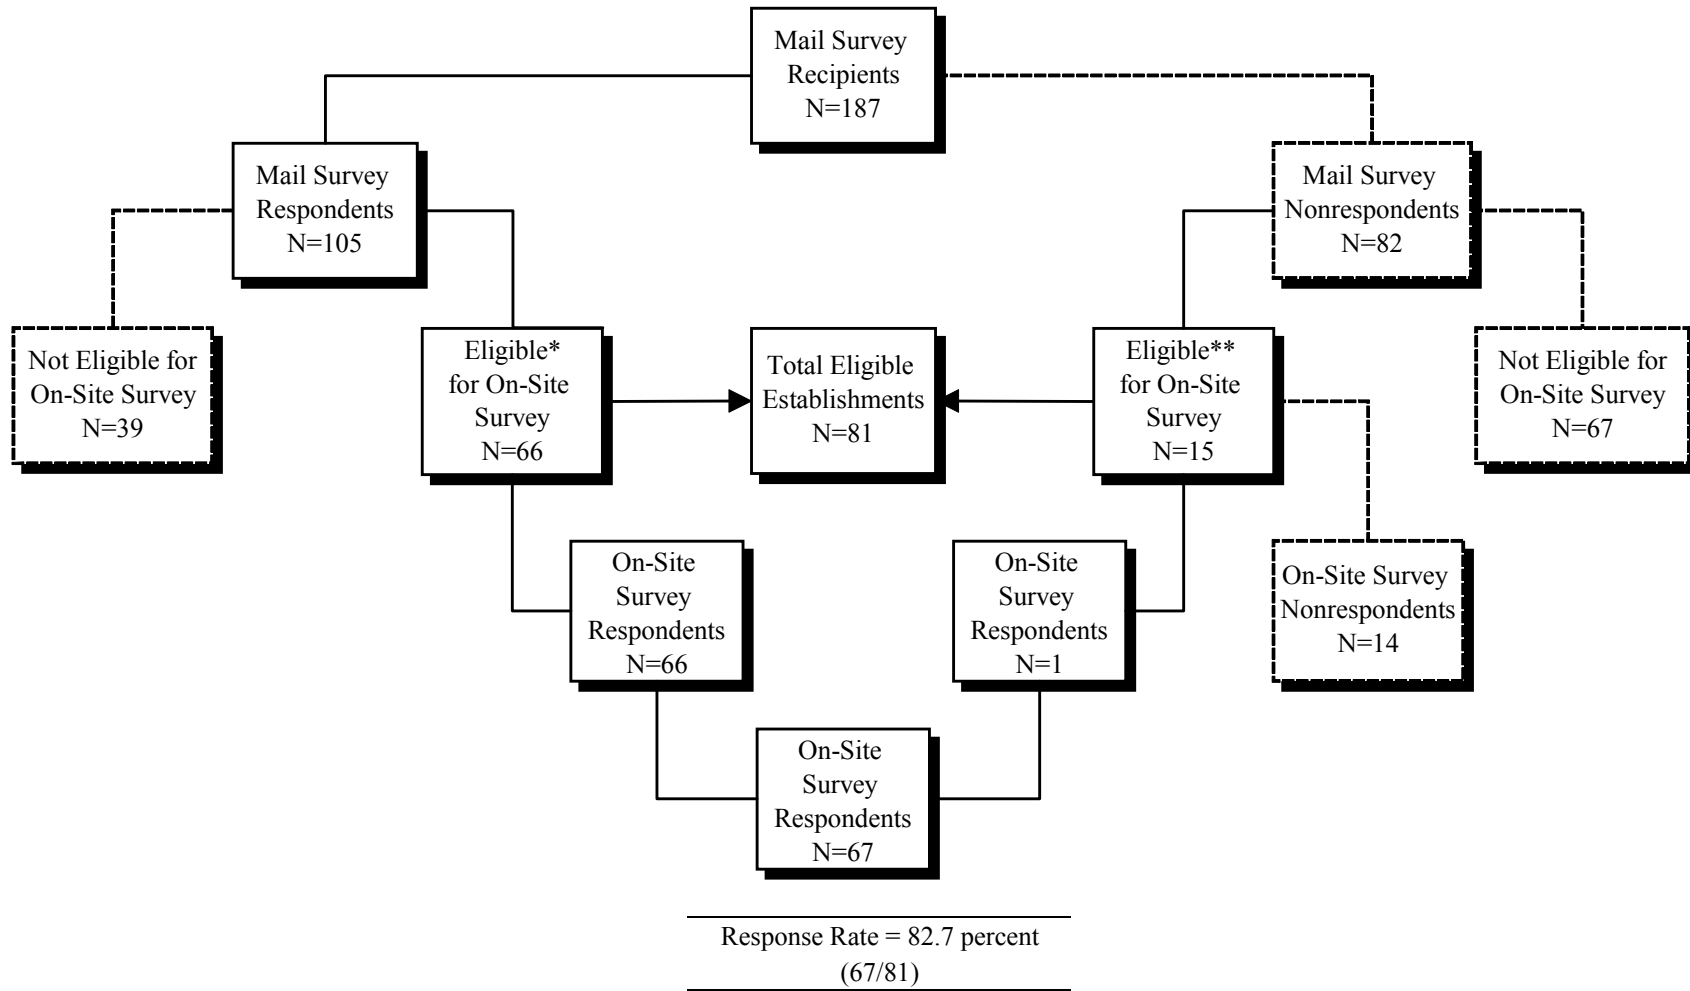 Mail Survey
Recipients
N=187
Mail Survey
Respondents
N=105
Mail Survey
Nonrespondents
N=82
Not Eligible for
On-Site Survey
N=39
Eligible*
for On-Site
Survey
N=66
Total Eligible
Establishments
N=81
Eligible**
for On-Site
Survey
N=15
Not Eligible for
On-Site Survey
N=67
On-Site
Survey
Respondents
N=66
On-Site
Survey
Respondents
N=1
On-Site Survey
Nonrespondents
N=14
On-Site
Survey
Respondents
N=67
Response Rate = 82.7 percent
(67/81)